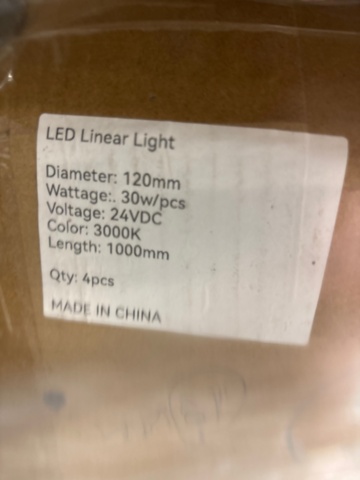 LED Linear Light
Diameter: 120mm
Wattage:. 30w/pcs
Voltage: 24VDC
Color: 3000K
Length: 1000mm
Qty: 4pcs
MADE IN CHINA